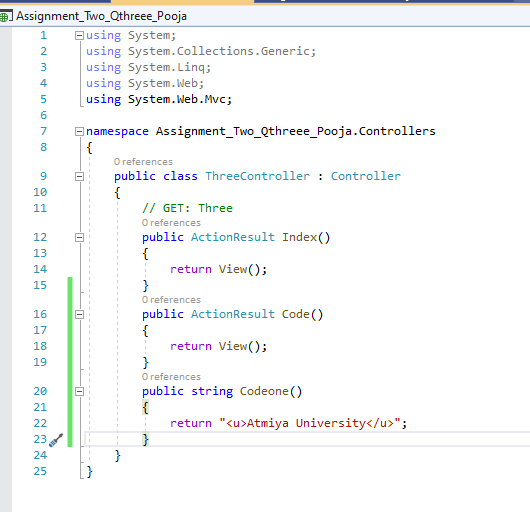 Assignment_Two_Qthreee_Pooja
1 using System;
2 using System.Collections.Generic;
3 using System.Linq;
4 using System.Web;
5 using System.Web.Mvc;
6
7 namespace Assignment_Two_Qthreee_Pooja.Controllers
8 {
0 references
9 public class ThreeController : Controller
10 {
11 // GET: Three
0 references
12 public ActionResult Index()
13 {
14 return View();
15 }
0 references
16 public ActionResult Code()
17 {
18 return View();
19 }
0 references
20 public string Codeone()
21 {
22 return "<u>Atmiya University</u>";
23 }
24 }
25 }